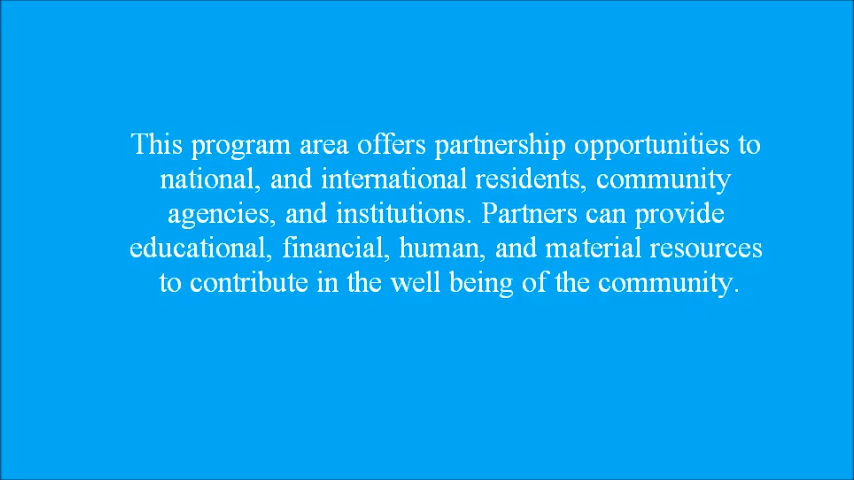 This program area offers partnership opportunities to
national, and international residents, community
agencies, and institutions. Partners can provide
educational, financial, human, and material resources
to contribute in the well being of the community.